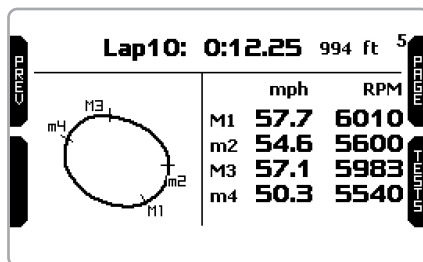 Lap10: 0:12.25 994 ft 5
PREV
PAGE
TESTS
mph RPM
M1 57.7 6010
m2 54.6 5600
M3 57.1 5983
m4 50.3 5540
M3
m4
m2
M1